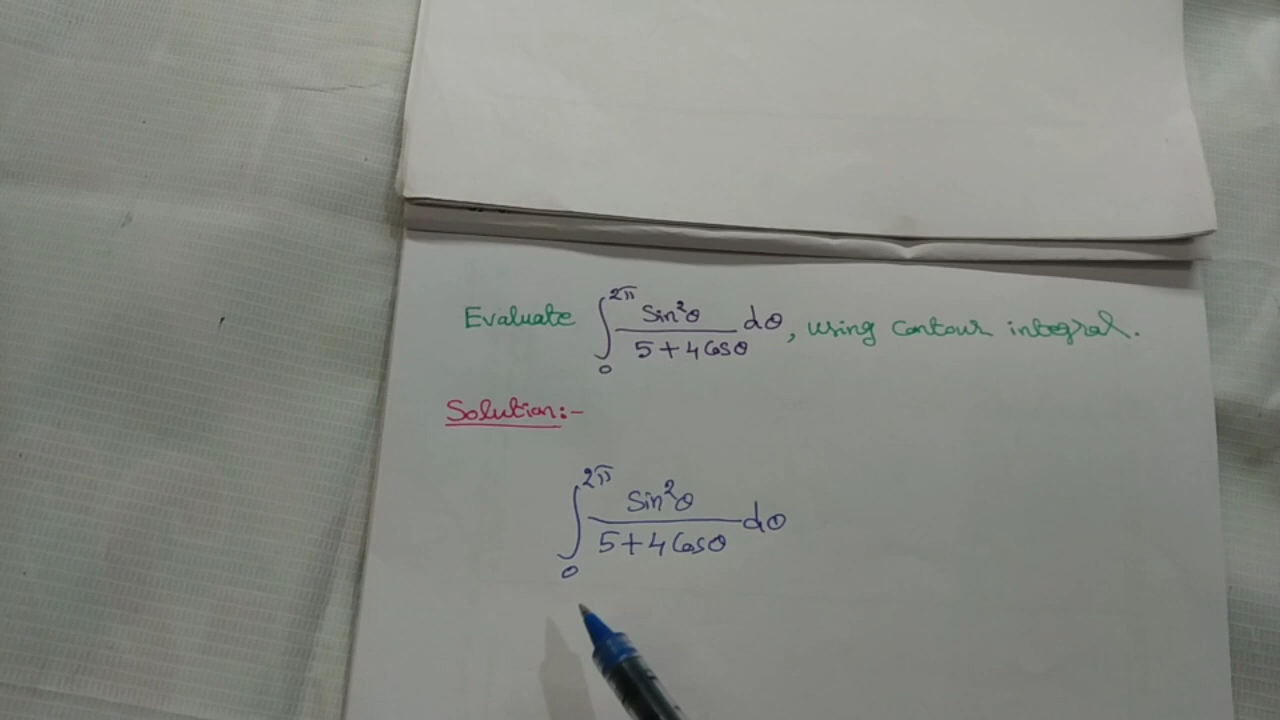 Evaluate ∫₀^{2π} Sin²θ / (5+4Cosθ) dθ, using Contour integral.
Solution:-
∫₀^{2π} Sin²θ / (5+4Cosθ) dθ